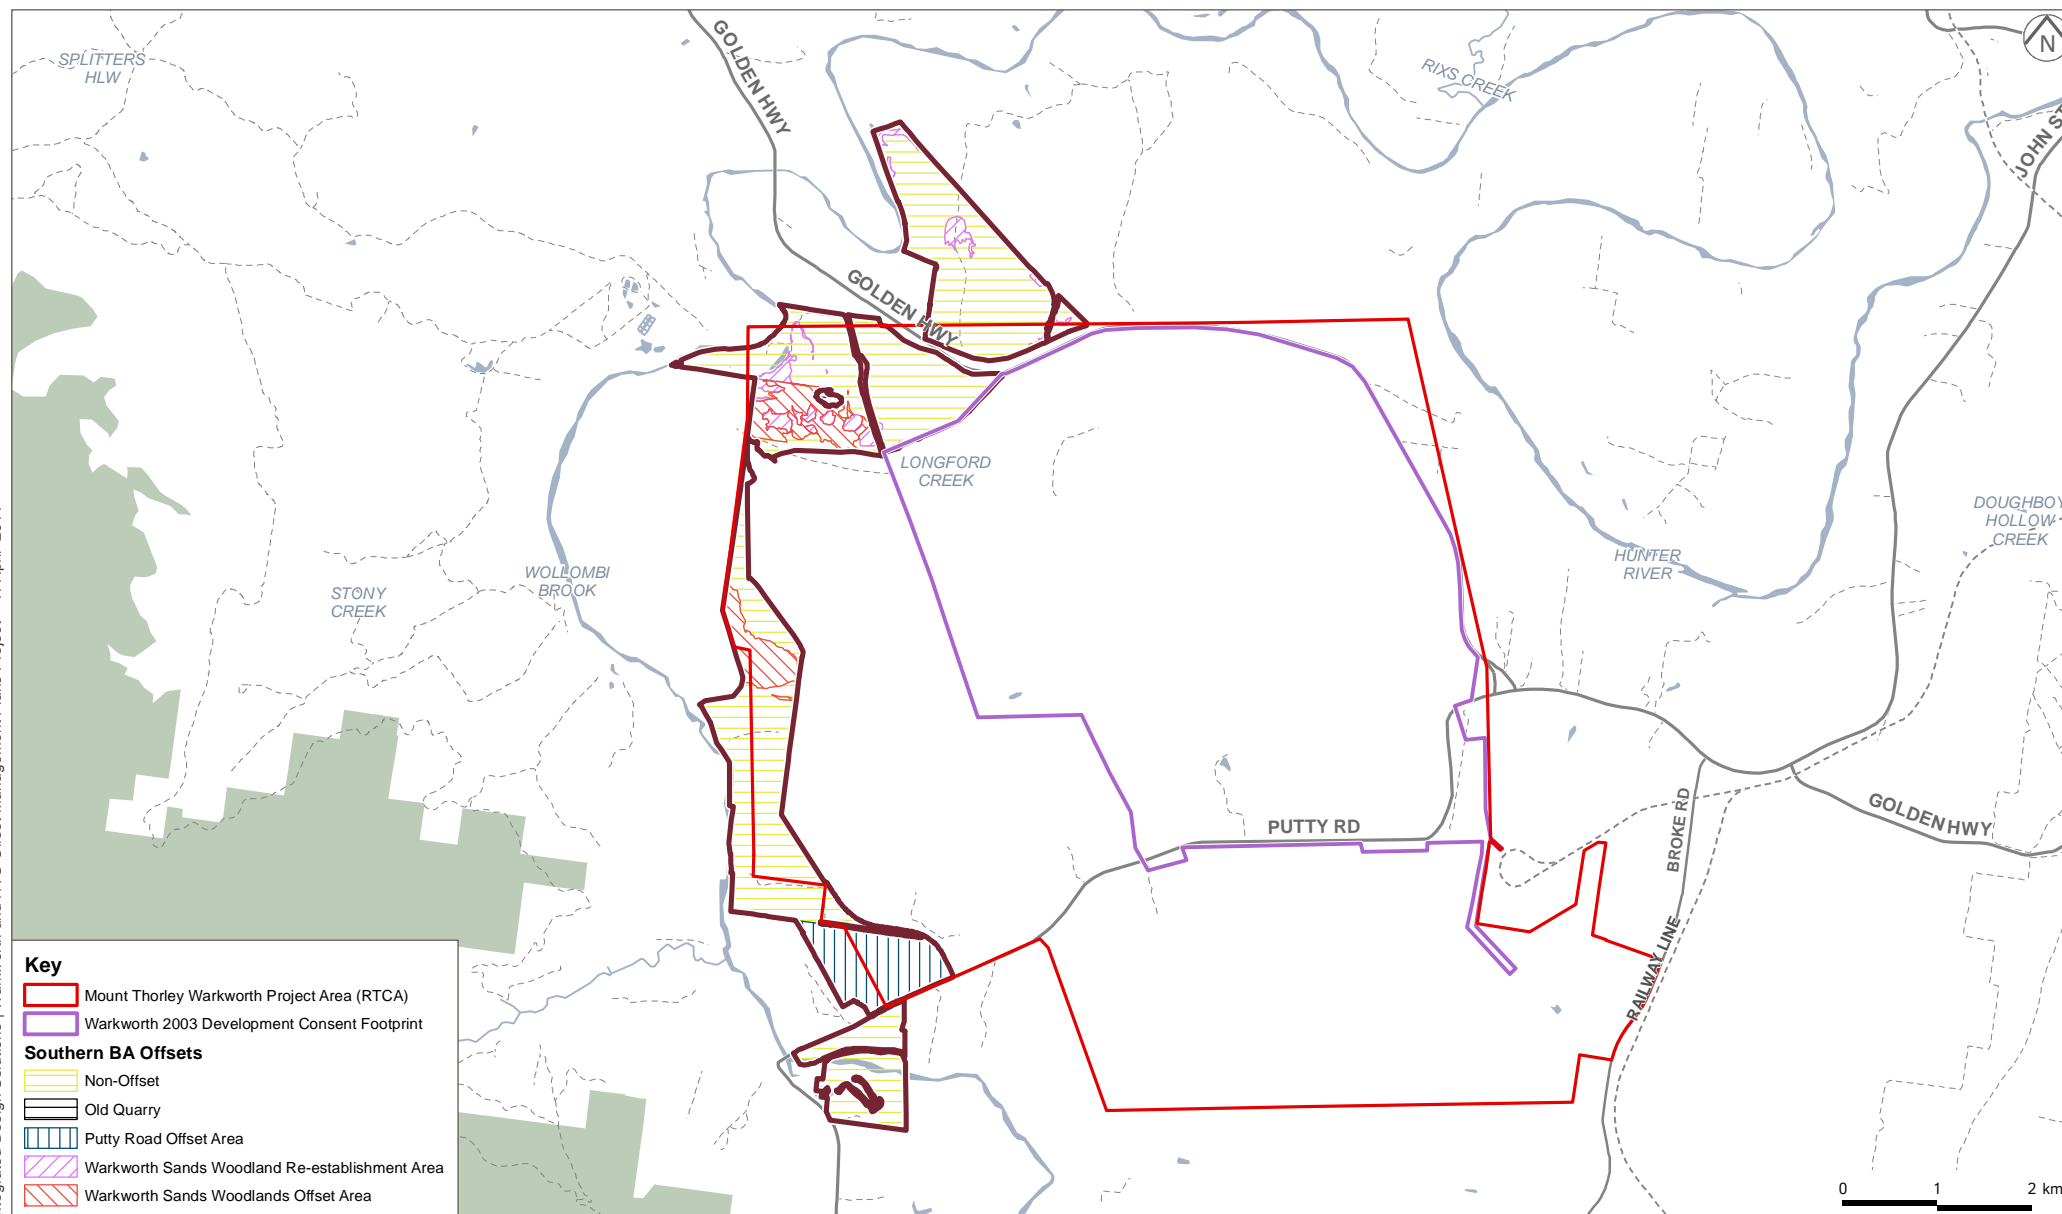 GOLDEN HWY
SPLITTERS
HLW
RIXS CREEK
N
JOHN ST
GOLDEN HWY
LONGFORD
CREEK
DOUGHBOY
HOLLOW
CREEK
HUNTER
RIVER
WOLLOMBI
BROOK
STONY
CREEK
PUTTY RD
BROKE RD
GOLDEN HWY
RAILWAY LINE
Key
Mount Thorley Warkworth Project Area (RTCA)
Warkworth 2003 Development Consent Footprint
Southern BA Offsets
Non-Offset
Old Quarry
Putty Road Offset Area
Warkworth Sands Woodland Re-establishment Area
Warkworth Sands Woodlands Offset Area
0 1 2 km